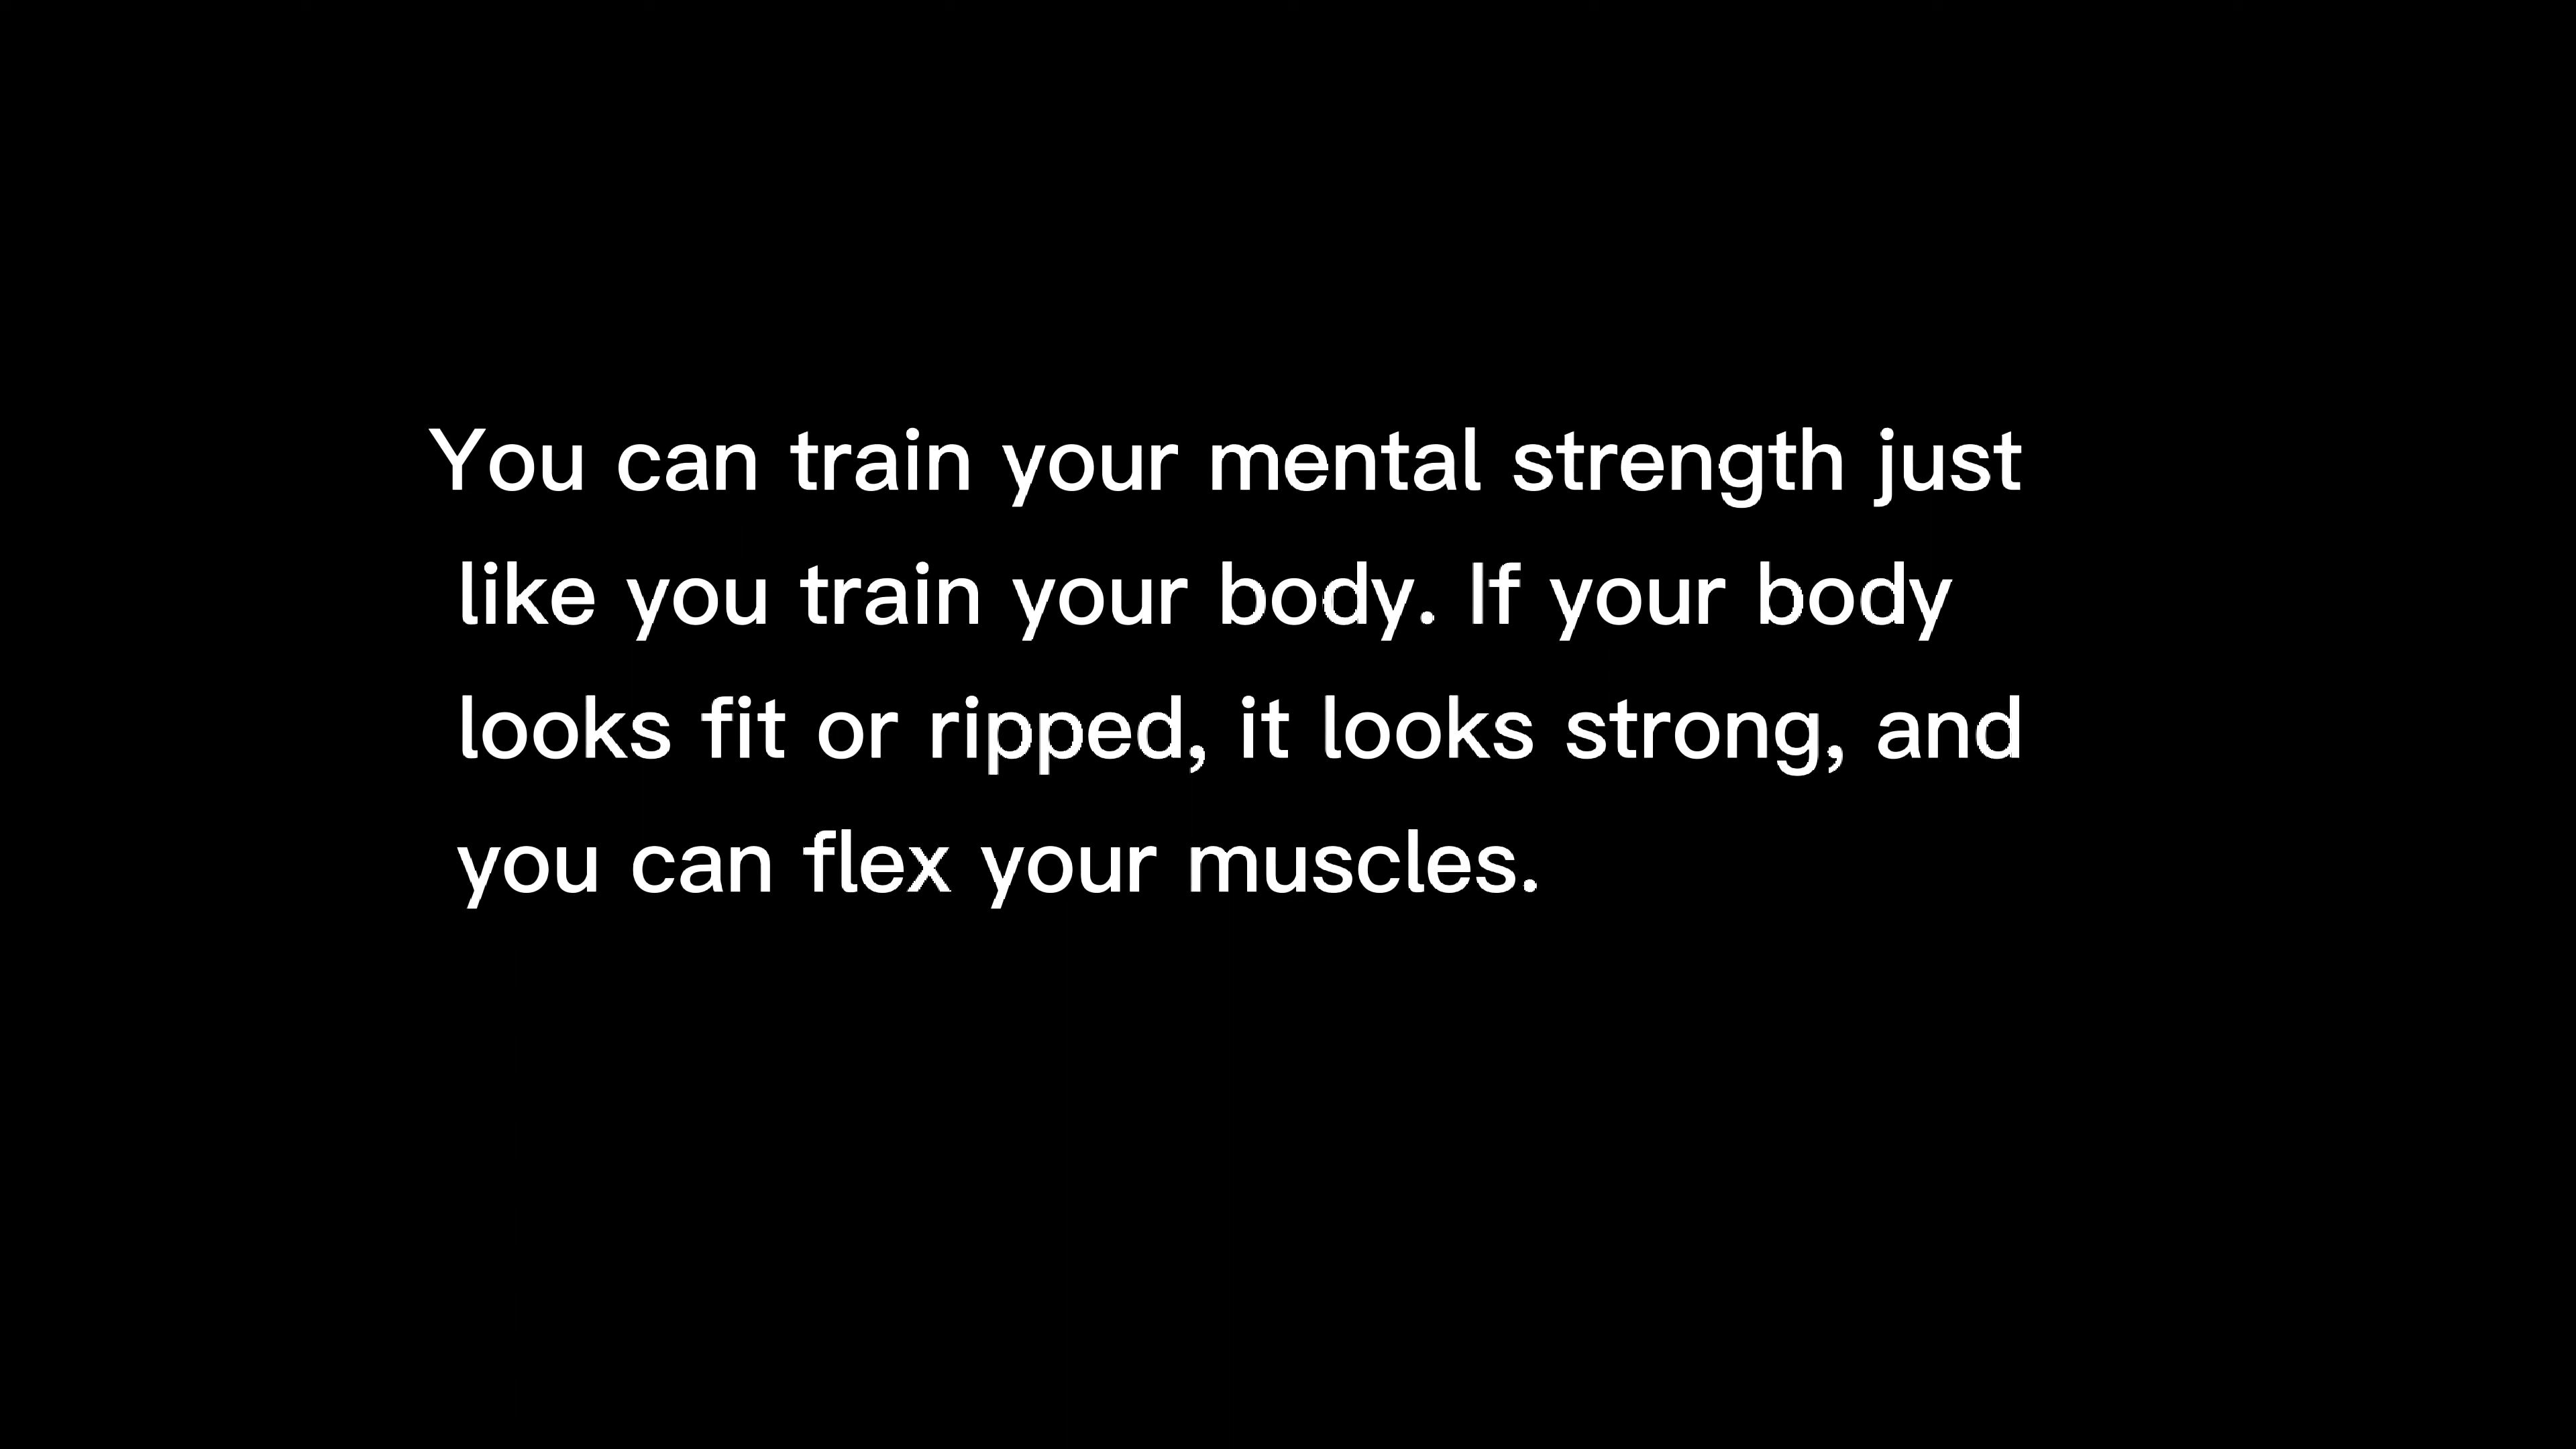 You can train your mental strength just
like you train your body. If your body
looks fit or ripped, it looks strong, and
you can flex your muscles.